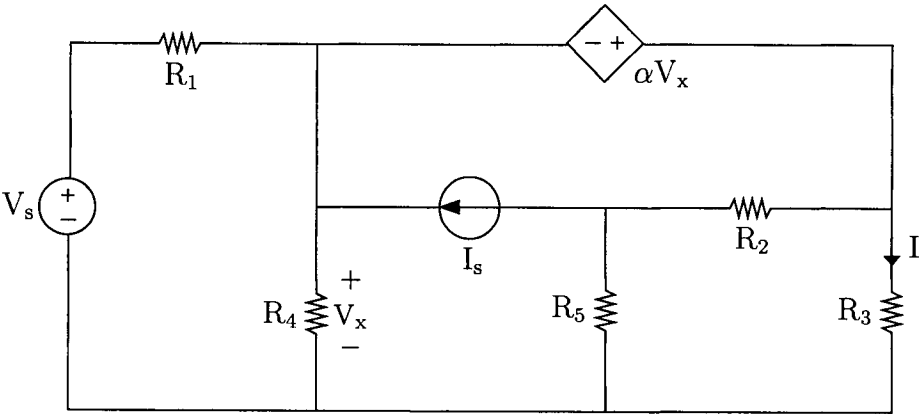 − +
R₁
αVₓ
Vₛ
+
−
R₂
I
Iₛ
+
R₄
Vₓ
R₅
R₃
−